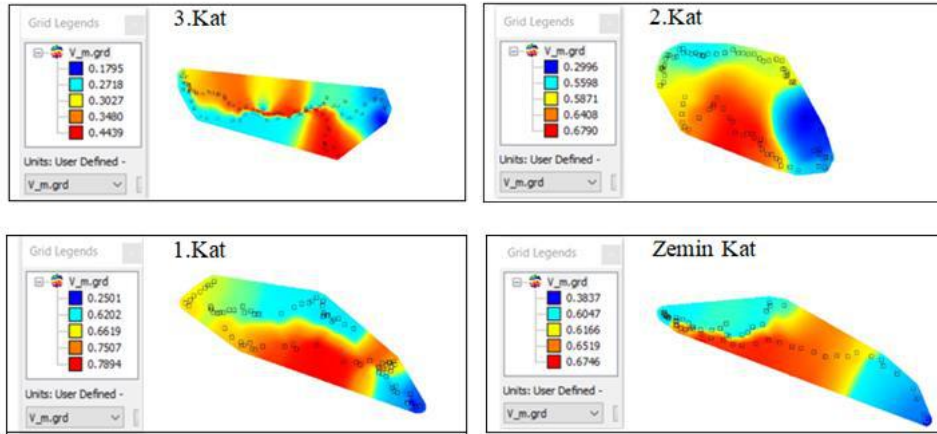 Grid Legends
3.Kat
V_m.grd
0.1795
0.2718
0.3027
0.3480
0.4439
Units: User Defined -
V_m.grd
Grid Legends
2.Kat
V_m.grd
0.2996
0.5598
0.5871
0.6408
0.6790
Units: User Defined -
V_m.grd
Grid Legends
1.Kat
V_m.grd
0.2501
0.6202
0.6619
0.7507
0.7894
Units: User Defined -
V_m.grd
Grid Legends
Zemin Kat
V_m.grd
0.3837
0.6047
0.6166
0.6519
0.6746
Units: User Defined -
V_m.grd